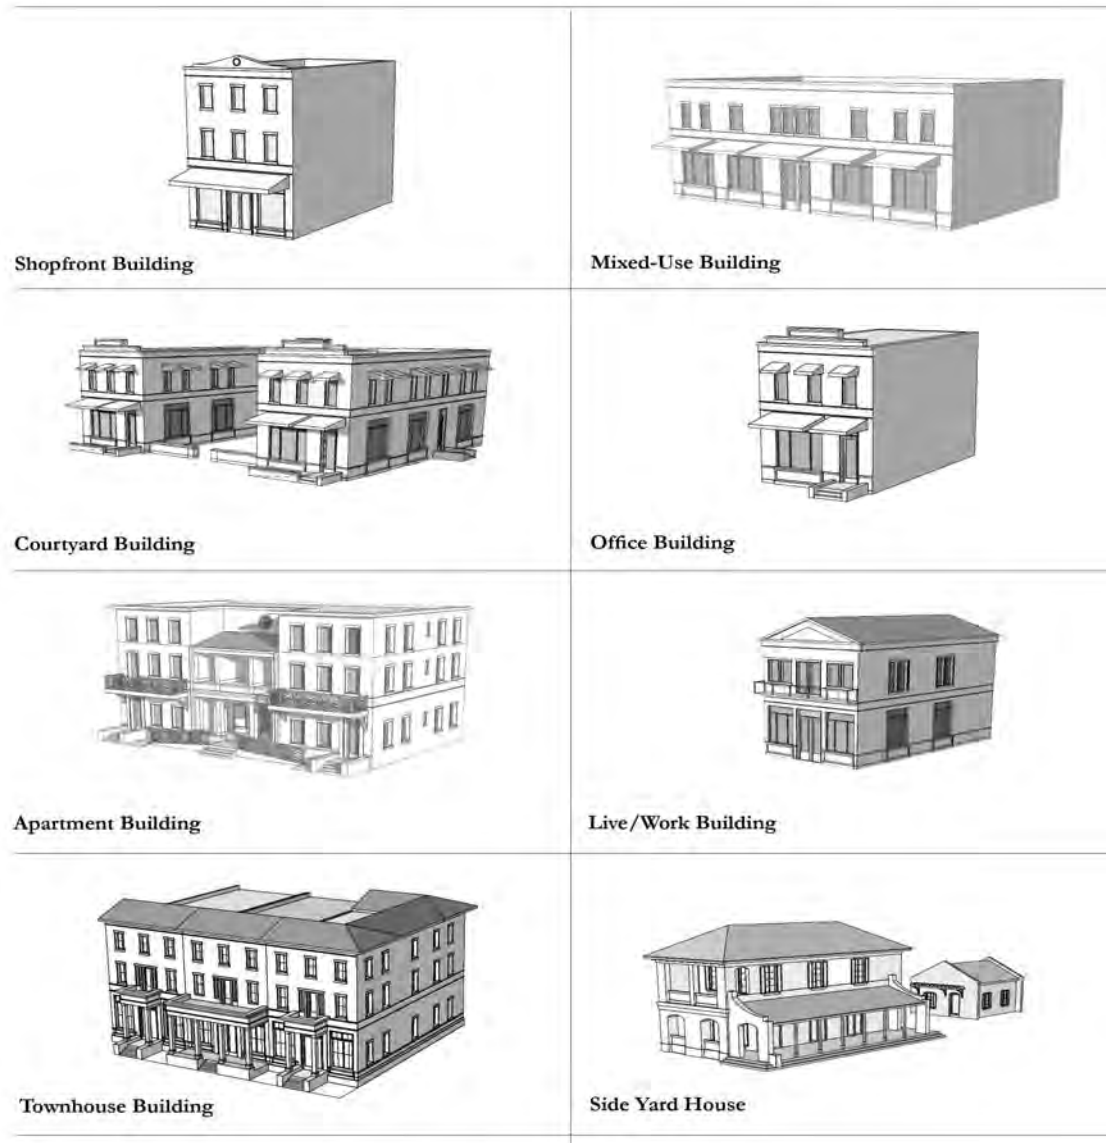 Shopfront Building
Mixed-Use Building
Courtyard Building
Office Building
Apartment Building
Live/Work Building
Townhouse Building
Side Yard House